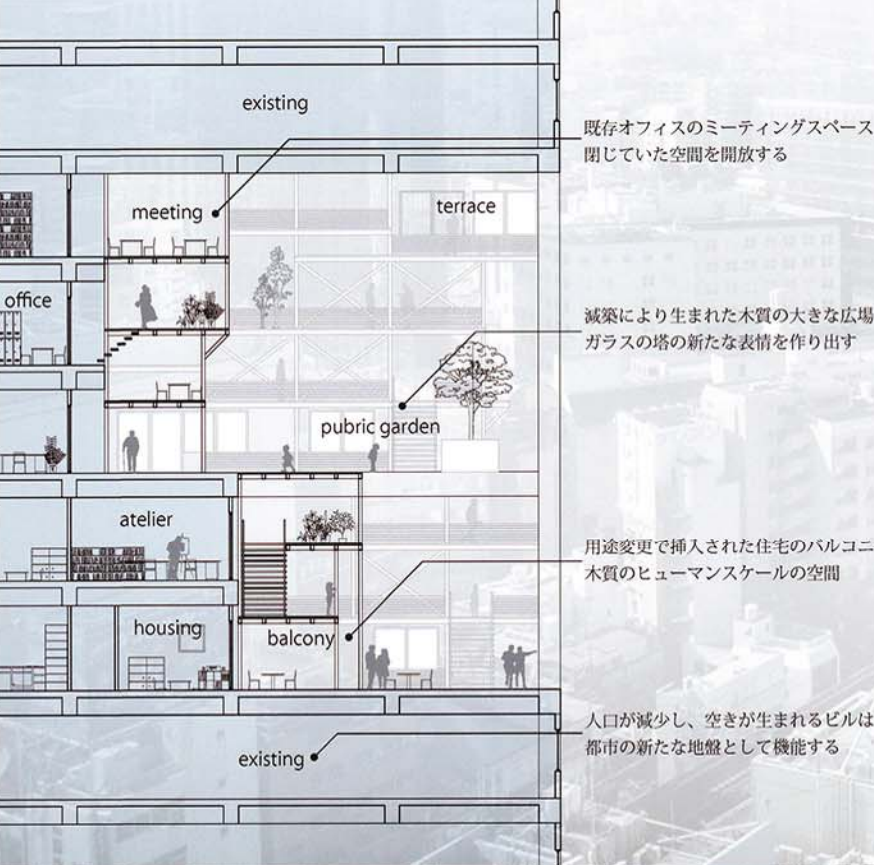 existing
既存オフィスのミーティングスペース
閉じていた空間を開放する
meeting
terrace
office
減築により生まれた木質の大きな広場
ガラスの塔の新たな表情を作り出す
pubric garden
atelier
用途変更で挿入された住宅のバルコニ
木質のヒューマンスケールの空間
housing
balcony
人口が減少し、空きが生まれるビルは
都市の新たな地盤として機能する
existing